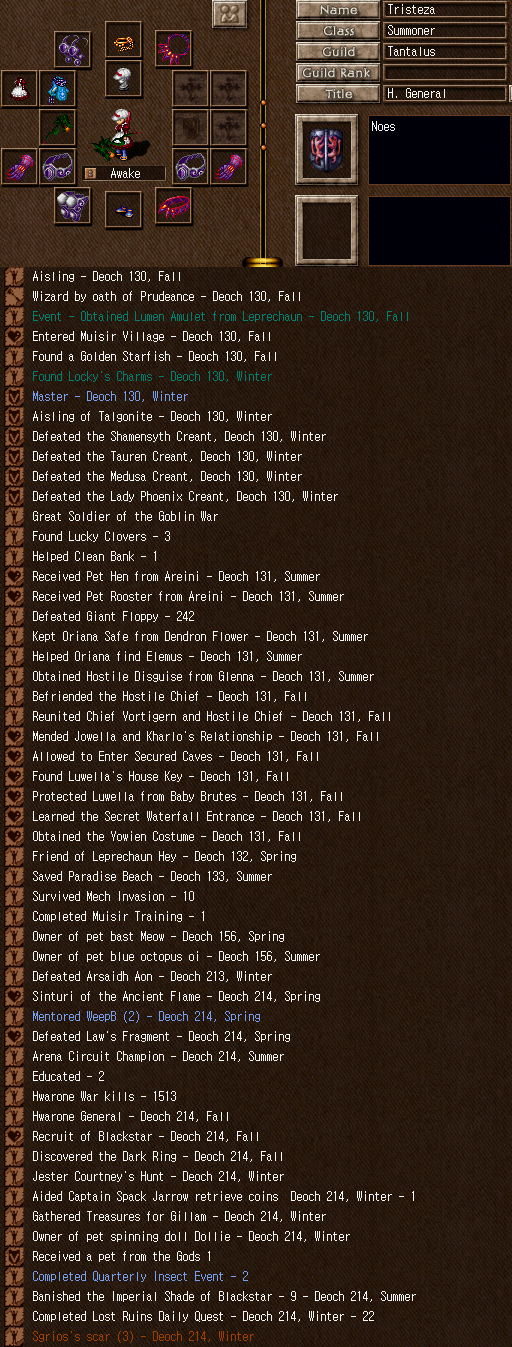 Name Tristeza
Class Summoner
Guild Tantalus
Guild Rank
Title H. General
Noes
Awake
Aisling - Deoch 130, Fall
Wizard by oath of Prudeance - Deoch 130, Fall
Event - Obtained Lumen Amulet from Leprechaun - Deoch 130, Fall
Entered Muisir Village - Deoch 130, Fall
Found a Golden Starfish - Deoch 130, Fall
Found Locky's Charms - Deoch 130, Winter
Master - Deoch 130, Winter
Aisling of Talgonite - Deoch 130, Winter
Defeated the Shamensyth Creant, Deoch 130, Winter
Defeated the Tauren Creant, Deoch 130, Winter
Defeated the Medusa Creant, Deoch 130, Winter
Defeated the Lady Phoenix Creant, Deoch 130, Winter
Great Soldier of the Goblin War
Found Lucky Clovers - 3
Helped Clean Bank - 1
Received Pet Hen from Areini - Deoch 131, Summer
Received Pet Rooster from Areini - Deoch 131, Summer
Defeated Giant Floppy - 242
Kept Oriana Safe from Dendron Flower - Deoch 131, Summer
Helped Oriana find Elemus - Deoch 131, Summer
Obtained Hostile Disguise from Glenna - Deoch 131, Summer
Befriended the Hostile Chief - Deoch 131, Fall
Reunited Chief Vortigern and Hostile Chief - Deoch 131, Fall
Mended Jowella and Kharlo's Relationship - Deoch 131, Fall
Allowed to Enter Secured Caves - Deoch 131, Fall
Found Luwella's House Key - Deoch 131, Fall
Protected Luwella from Baby Brutes - Deoch 131, Fall
Learned the Secret Waterfall Entrance - Deoch 131, Fall
Obtained the Yowien Costume - Deoch 131, Fall
Friend of Leprechaun Hey - Deoch 132, Spring
Saved Paradise Beach - Deoch 133, Summer
Survived Mech Invasion - 10
Completed Muisir Training - 1
Owner of pet bast Meow - Deoch 156, Spring
Owner of pet blue octopus oi - Deoch 156, Summer
Defeated Arsaidh Aon - Deoch 213, Winter
Sinturi of the Ancient Flame - Deoch 214, Spring
Mentored WeepB (2) - Deoch 214, Spring
Defeated Law's Fragment - Deoch 214, Spring
Arena Circuit Champion - Deoch 214, Summer
Educated - 2
Hwarone War kills - 1513
Hwarone General - Deoch 214, Fall
Recruit of Blackstar - Deoch 214, Fall
Discovered the Dark Ring - Deoch 214, Fall
Jester Courtney's Hunt - Deoch 214, Winter
Aided Captain Spack Jarrow retrieve coins  Deoch 214, Winter - 1
Gathered Treasures for Gillam - Deoch 214, Winter
Owner of pet spinning doll Dollie - Deoch 214, Winter
Received a pet from the Gods 1
Completed Quarterly Insect Event - 2
Banished the Imperial Shade of Blackstar - 9 - Deoch 214, Summer
Completed Lost Ruins Daily Quest - Deoch 214, Winter - 22
Sgrios's scar (3) - Deoch 214, Winter